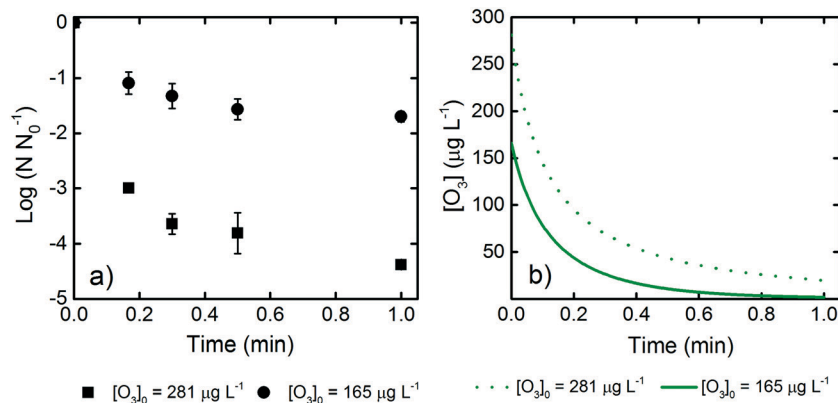 0
-1
-2
-3
-4
-5
Log (N N₀⁻¹)
a)
0.0 0.2 0.4 0.6 0.8 1.0
Time (min)
■ [O₃]₀ = 281 µg L⁻¹ ● [O₃]₀ = 165 µg L⁻¹
300
250
200
150
100
50
[O₃] (µg L⁻¹)
b)
0.0 0.2 0.4 0.6 0.8 1.0
Time (min)
[O₃]₀ = 281 µg L⁻¹ [O₃]₀ = 165 µg L⁻¹